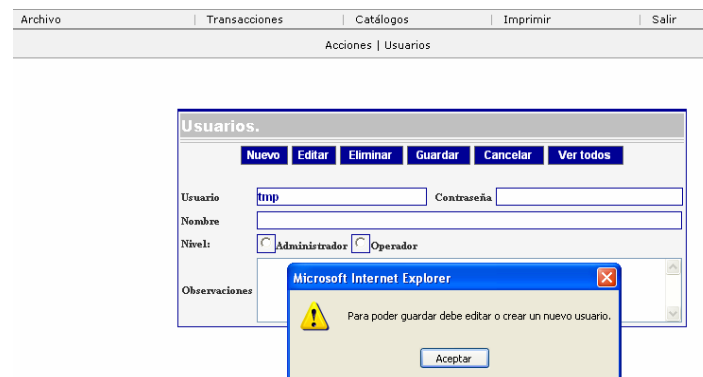 Archivo | Transacciones | Catálogos | Imprimir | Salir
Acciones | Usuarios
Usuarios.
Nuevo Editar Eliminar Guardar Cancelar Ver todos
Usuario tmp Contraseña
Nombre
Nivel: Administrador Operador
Observaciones
Microsoft Internet Explorer
Para poder guardar debe editar o crear un nuevo usuario.
Aceptar